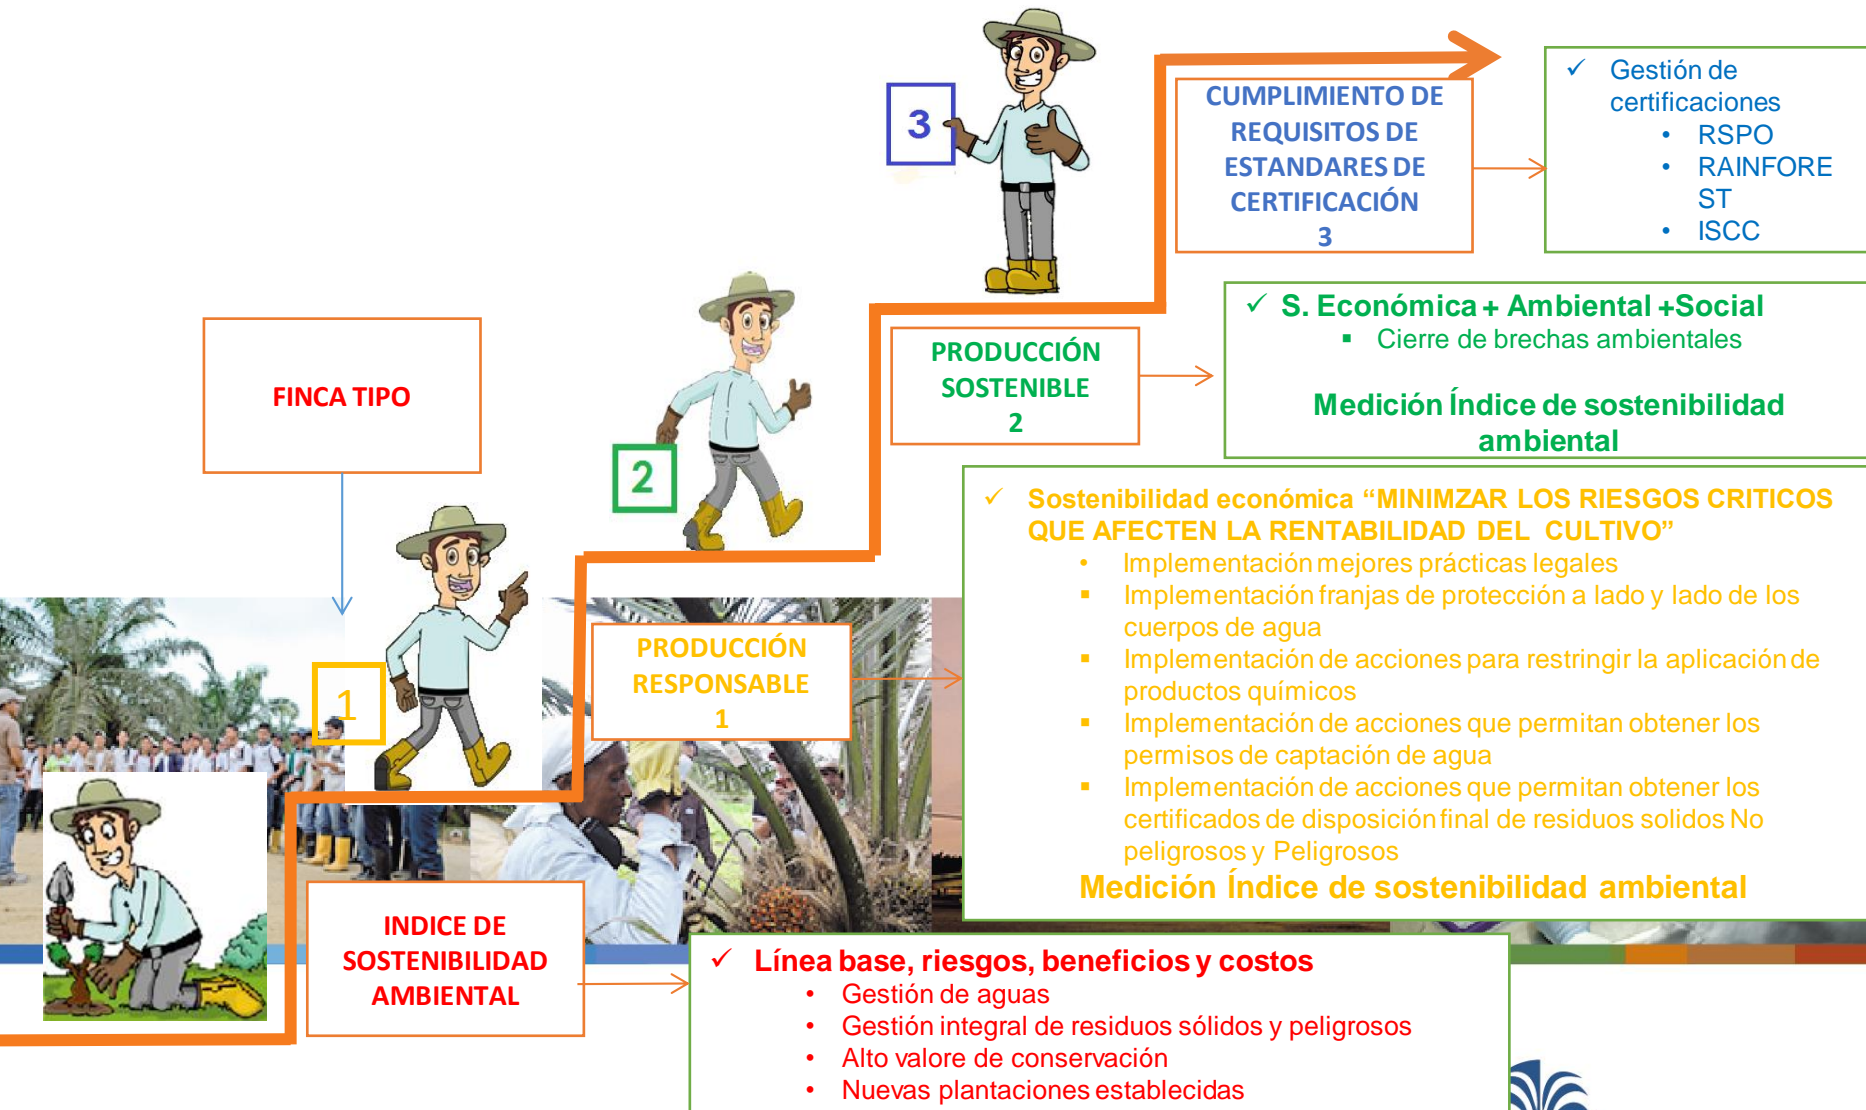 3
CUMPLIMIENTO DE
REQUISITOS DE
ESTANDARES DE
CERTIFICACIÓN
3
✓ Gestión de
certificaciones
• RSPO
• RAINFORE
ST
• ISCC
FINCA TIPO
2
PRODUCCIÓN
SOSTENIBLE
2
✓ S. Económica + Ambiental +Social
▪ Cierre de brechas ambientales
Medición Índice de sostenibilidad
ambiental
1
PRODUCCIÓN
RESPONSABLE
1
✓ Sostenibilidad económica “MINIMZAR LOS RIESGOS CRITICOS
QUE AFECTEN LA RENTABILIDAD DEL CULTIVO”
• Implementación mejores prácticas legales
▪ Implementación franjas de protección a lado y lado de los
cuerpos de agua
▪ Implementación de acciones para restringir la aplicación de
productos químicos
▪ Implementación de acciones que permitan obtener los
permisos de captación de agua
▪ Implementación de acciones que permitan obtener los
certificados de disposición final de residuos solidos No
peligrosos y Peligrosos
Medición Índice de sostenibilidad ambiental
INDICE DE
SOSTENIBILIDAD
AMBIENTAL
✓ Línea base, riesgos, beneficios y costos
• Gestión de aguas
• Gestión integral de residuos sólidos y peligrosos
• Alto valore de conservación
• Nuevas plantaciones establecidas